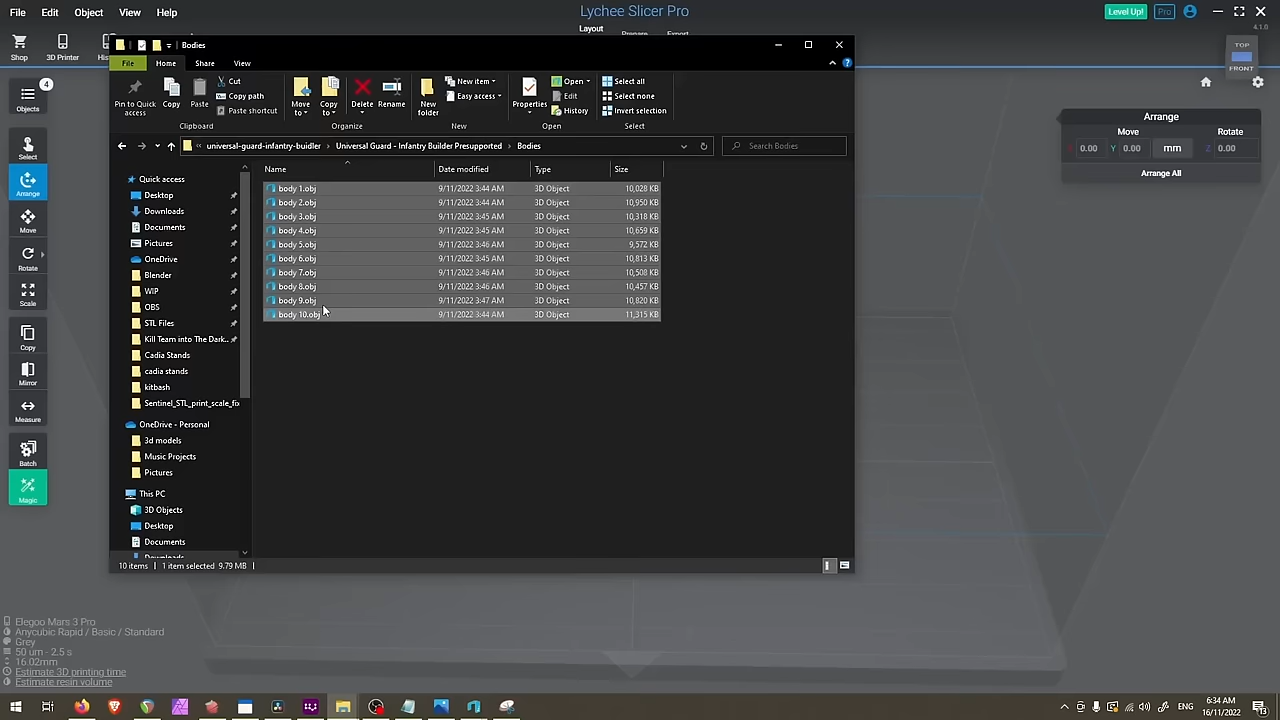 File Edit Object View Help
Lychee Slicer Pro
Level Up! Pro
Layout Prepare Export
4.1.0
Shop
3D Printer
TOP
FRONT
4
Objects
Select
Arrange
Move
Rotate
Scale
Copy
Mirror
Measure
Batch
Magic
Bodies
File Home Share View
Pin to Quick access
Copy
Paste
Cut
Copy path
Paste shortcut
Clipboard
Move to
Copy to
Delete
Rename
Organize
New folder
New item
Easy access
New
Properties
Open
Edit
History
Open
Select all
Select none
Invert selection
Select
« universal-guard-infantry-buidler › Universal Guard - Infantry Builder Presupported › Bodies
Search Bodies
Name Date modified Type Size
body 1.obj 9/11/2022 3:44 AM 3D Object 10,028 KB
body 2.obj 9/11/2022 3:44 AM 3D Object 10,950 KB
body 3.obj 9/11/2022 3:45 AM 3D Object 10,318 KB
body 4.obj 9/11/2022 3:45 AM 3D Object 10,659 KB
body 5.obj 9/11/2022 3:46 AM 3D Object 9,572 KB
body 6.obj 9/11/2022 3:45 AM 3D Object 10,813 KB
body 7.obj 9/11/2022 3:46 AM 3D Object 10,508 KB
body 8.obj 9/11/2022 3:46 AM 3D Object 10,457 KB
body 9.obj 9/11/2022 3:47 AM 3D Object 10,820 KB
body 10.obj 9/11/2022 3:44 AM 3D Object 11,315 KB
Quick access
Desktop
Downloads
Documents
Pictures
OneDrive
Blender
WIP
OBS
STL Files
Kill Team into The Dark..
Cadia Stands
cadia stands
kitbash
Sentinel_STL_print_scale_fix
OneDrive - Personal
3d models
Music Projects
Pictures
This PC
3D Objects
Desktop
Documents
Downloads
10 items 1 item selected 9.79 MB
Arrange
Move Rotate
X 0.00 Y 0.00 mm Z 0.00
Arrange All
Elegoo Mars 3 Pro
Anycubic Rapid / Basic / Standard
Grey
50 um - 2.5 s
16.02mm
Estimate 3D printing time
Estimate resin volume
6:34 AM
16/11/2022